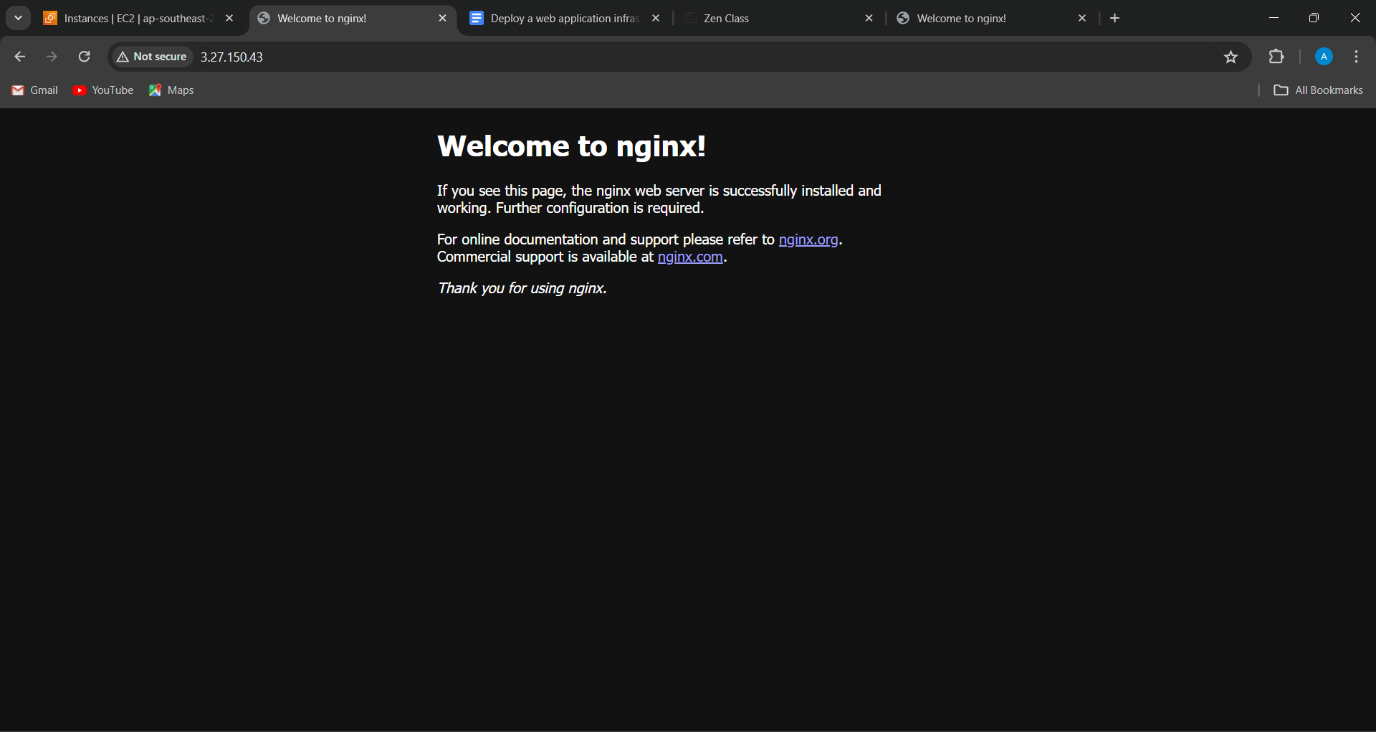 Instances | EC2 | ap-southeast-2
Welcome to nginx!
Deploy a web application infras
Zen Class
Welcome to nginx!
Not secure
3.27.150.43
A
Gmail
YouTube
Maps
All Bookmarks
Welcome to nginx!
If you see this page, the nginx web server is successfully installed and
working. Further configuration is required.
For online documentation and support please refer to nginx.org.
Commercial support is available at nginx.com.
Thank you for using nginx.